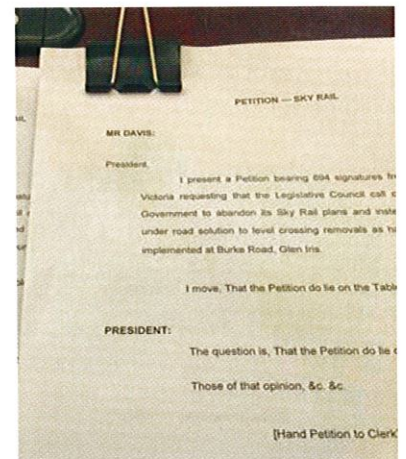 PETITION — SKY RAIL
MR DAVIS:
President,
I present a Petition bearing 694 signatures
Victoria requesting that the Legislative Council call
Government to abandon its Sky Rail plans and
under road solution to level crossing removals as
implemented at Burke Road, Glen Iris.
I move, That the Petition do lie on the
PRESIDENT:
The question is, That the Petition do lie
Those of that opinion, &c. &c.
[Hand Petition to Clerk